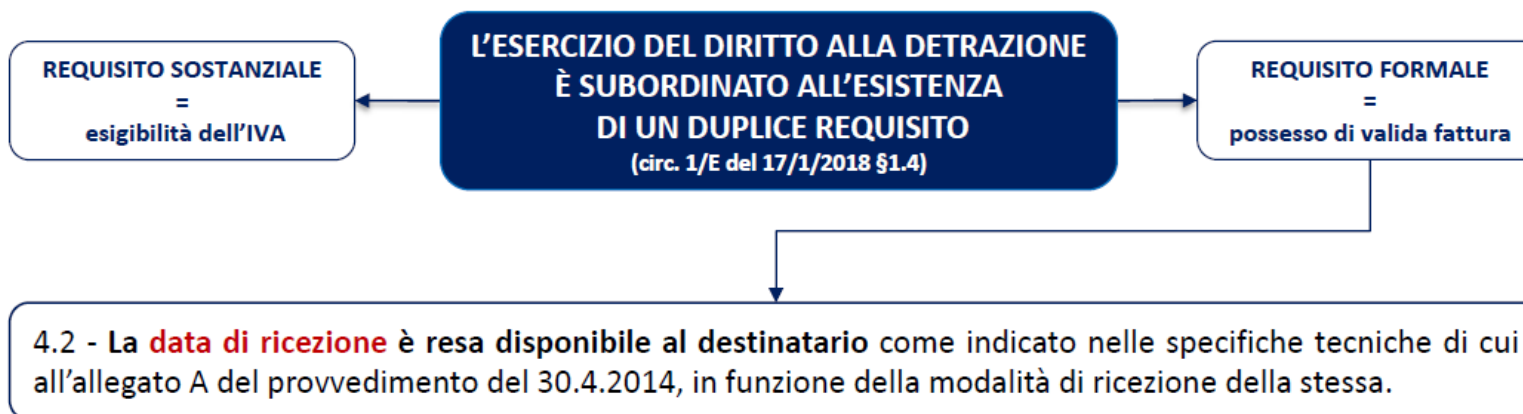 L'ESERCIZIO DEL DIRITTO ALLA DETRAZIONE
È SUBORDINATO ALL'ESISTENZA
DI UN DUPLICE REQUISITO
(circ. 1/E del 17/1/2018 §1.4)
REQUISITO SOSTANZIALE
=
esigibilità dell'IVA
REQUISITO FORMALE
=
possesso di valida fattura
4.2 - La data di ricezione è resa disponibile al destinatario come indicato nelle specifiche tecniche di cui
all'allegato A del provvedimento del 30.4.2014, in funzione della modalità di ricezione della stessa.